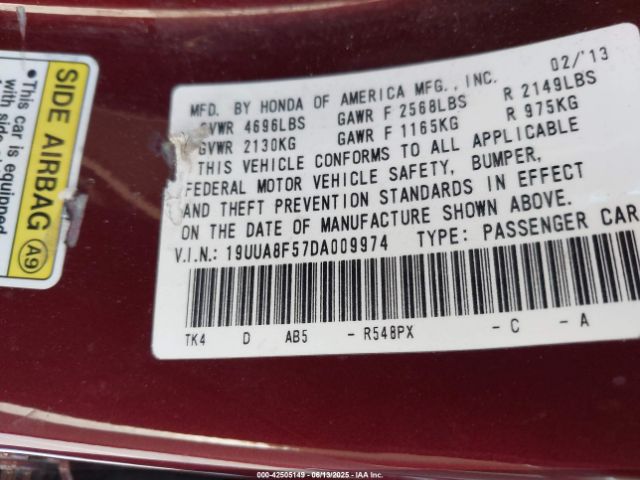 SIDE AIRBAG A9
•This car is
equipped
with side
02/'13
MFD. BY HONDA OF AMERICA MFG., INC.
GVWR 4696LBS GAWR F 2568LBS R 2149LBS
GVWR 2130KG GAWR F 1165KG R 975KG
THIS VEHICLE CONFORMS TO ALL APPLICABLE
FEDERAL MOTOR VEHICLE SAFETY, BUMPER,
AND THEFT PREVENTION STANDARDS IN EFFECT
ON THE DATE OF MANUFACTURE SHOWN ABOVE.
V.I.N.: 19UUA8F57DA009974 TYPE: PASSENGER CAR
TK4 D AB5 - R548PX - C - A
000-42505149 - 06/13/2025 - IAA Inc.